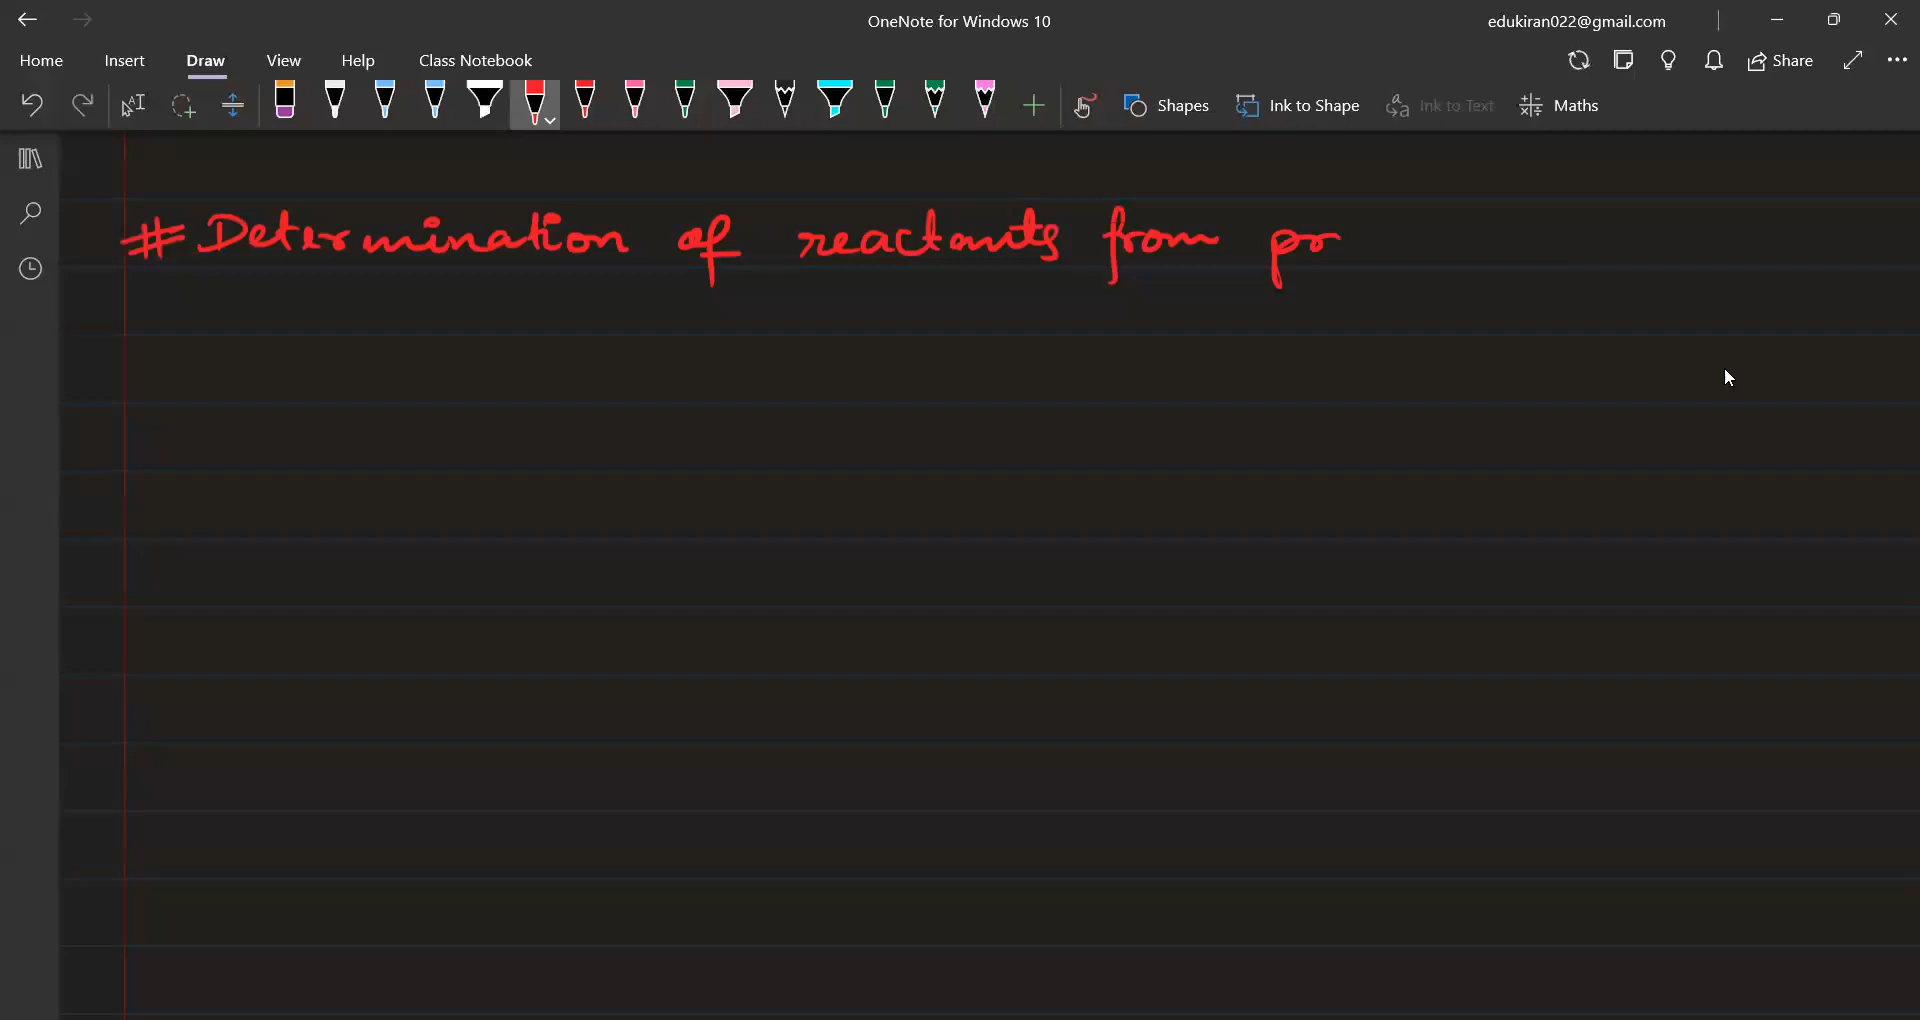 OneNote for Windows 10
edukiran022@gmail.com
Home Insert Draw View Help Class Notebook
Share
Shapes Ink to Shape Ink to Text Maths
# Determination of reactants from pr